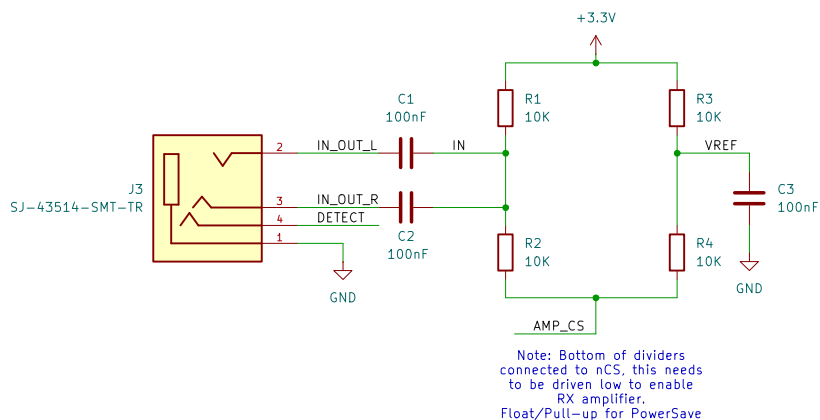 +3.3V
C1
100nF
R1
10K
R3
10K
2
IN_OUT_L
IN
VREF
J3
SJ-43514-SMT-TR
3
IN_OUT_R
4
DETECT
1
C2
100nF
C3
100nF
R2
10K
R4
10K
GND
GND
AMP_CS
Note: Bottom of dividers
connected to nCS, this needs
to be driven low to enable
RX amplifier.
Float/Pull-up for PowerSave